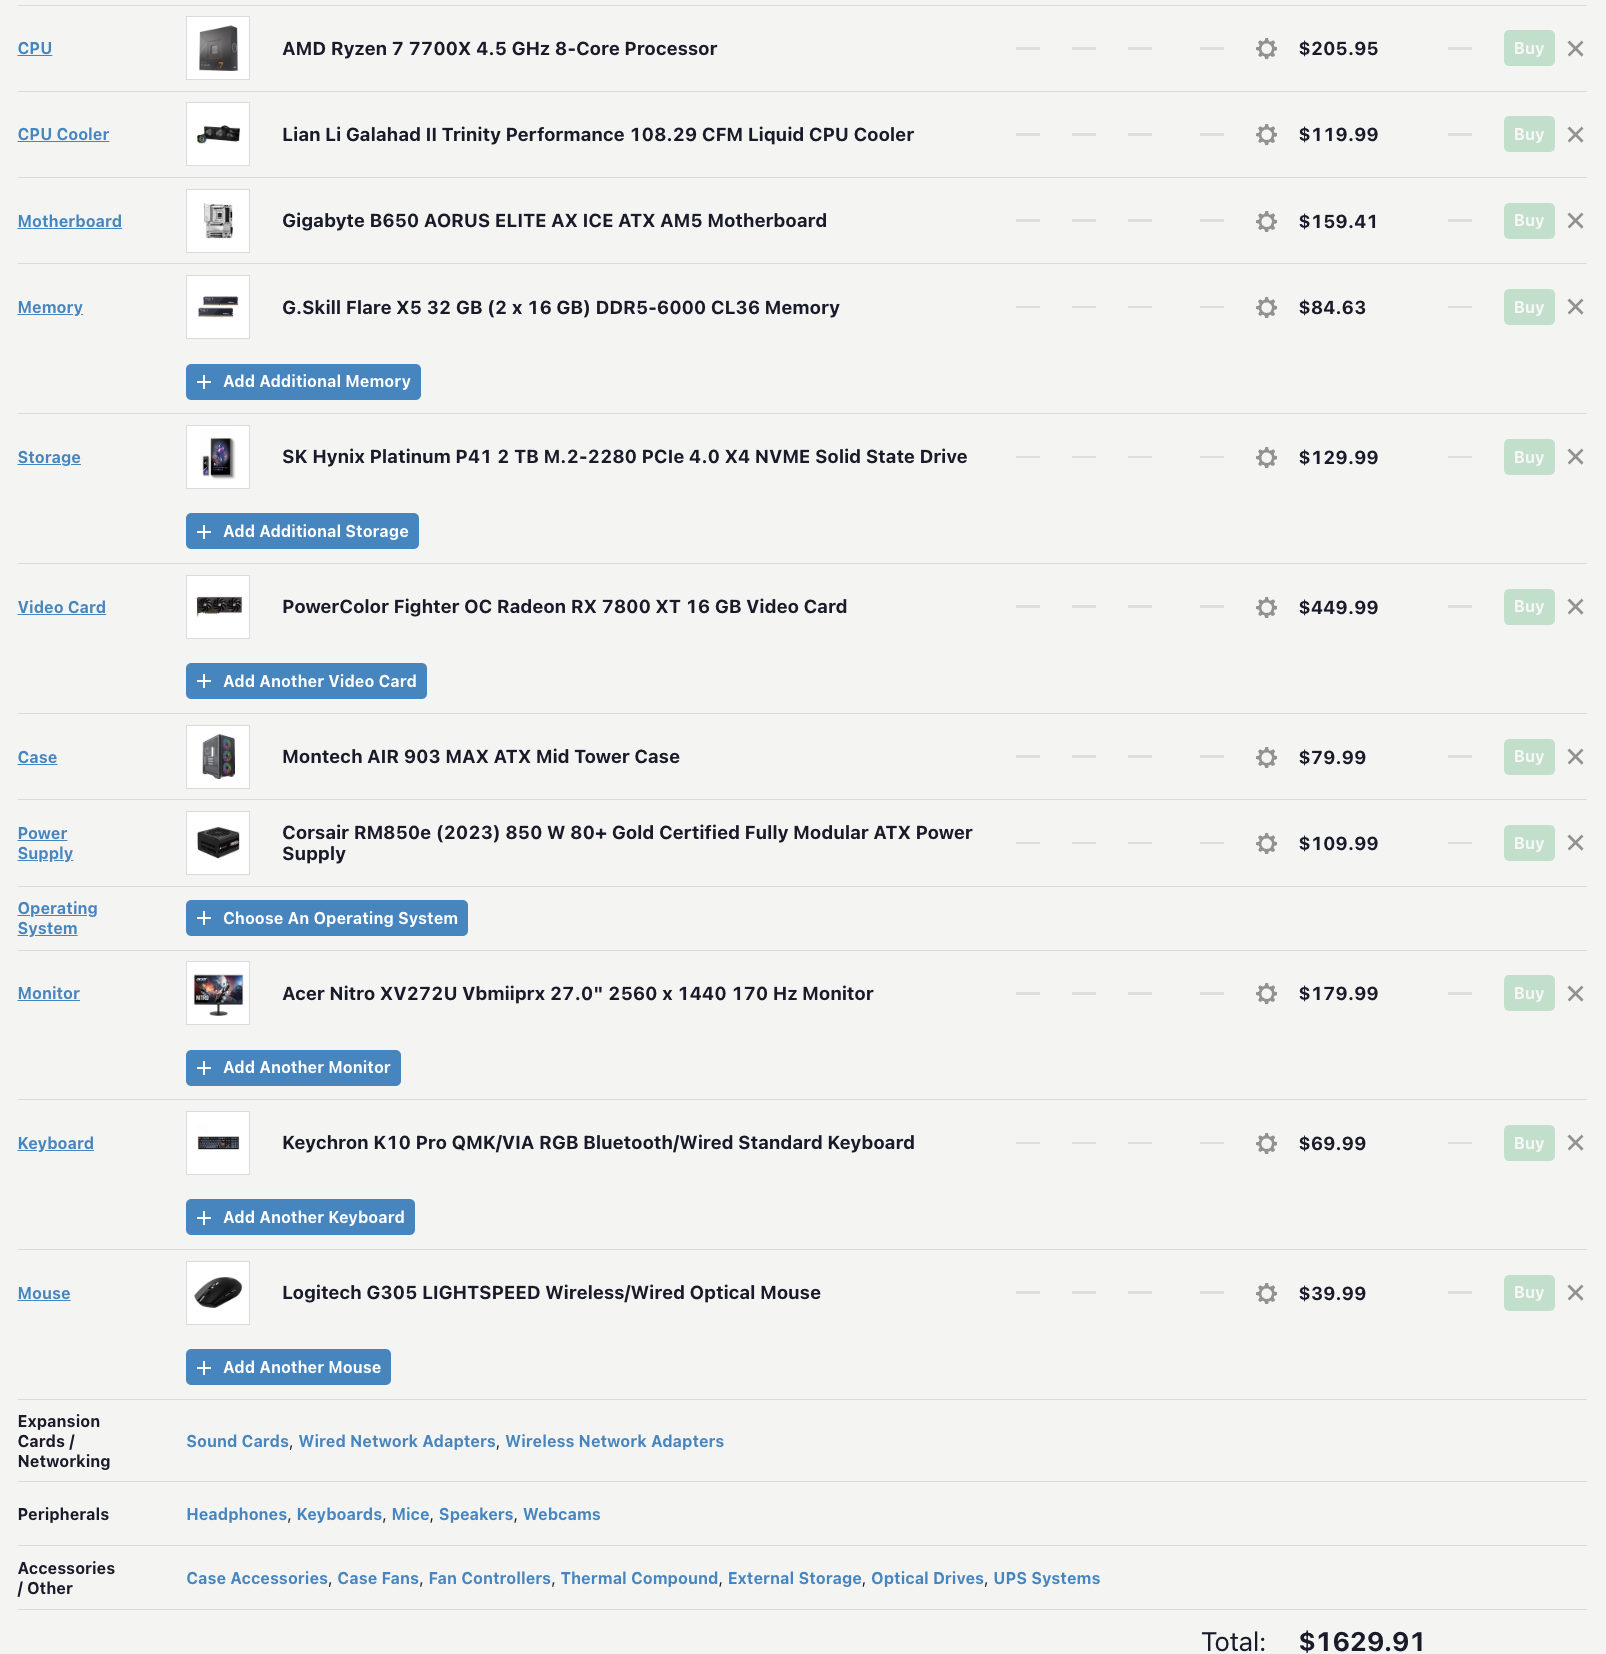 CPU
AMD Ryzen 7 7700X 4.5 GHz 8-Core Processor
$205.95
Buy
CPU Cooler
Lian Li Galahad II Trinity Performance 108.29 CFM Liquid CPU Cooler
$119.99
Buy
Motherboard
Gigabyte B650 AORUS ELITE AX ICE ATX AM5 Motherboard
$159.41
Buy
Memory
G.Skill Flare X5 32 GB (2 x 16 GB) DDR5-6000 CL36 Memory
$84.63
Buy
+ Add Additional Memory
Storage
SK Hynix Platinum P41 2 TB M.2-2280 PCIe 4.0 X4 NVME Solid State Drive
$129.99
Buy
+ Add Additional Storage
Video Card
PowerColor Fighter OC Radeon RX 7800 XT 16 GB Video Card
$449.99
Buy
+ Add Another Video Card
Case
Montech AIR 903 MAX ATX Mid Tower Case
$79.99
Buy
Power
Supply
Corsair RM850e (2023) 850 W 80+ Gold Certified Fully Modular ATX Power
Supply
$109.99
Buy
Operating
System
+ Choose An Operating System
Monitor
Acer Nitro XV272U Vbmiiprx 27.0" 2560 x 1440 170 Hz Monitor
$179.99
Buy
+ Add Another Monitor
Keyboard
Keychron K10 Pro QMK/VIA RGB Bluetooth/Wired Standard Keyboard
$69.99
Buy
+ Add Another Keyboard
Mouse
Logitech G305 LIGHTSPEED Wireless/Wired Optical Mouse
$39.99
Buy
+ Add Another Mouse
Expansion
Cards /
Networking
Sound Cards, Wired Network Adapters, Wireless Network Adapters
Peripherals
Headphones, Keyboards, Mice, Speakers, Webcams
Accessories
/ Other
Case Accessories, Case Fans, Fan Controllers, Thermal Compound, External Storage, Optical Drives, UPS Systems
Total: $1629.91